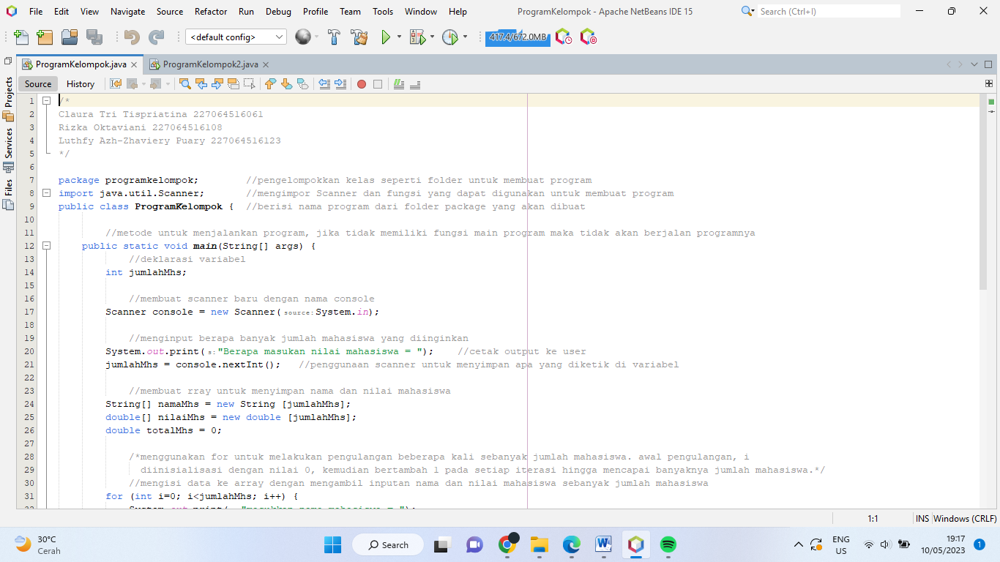 File Edit View Navigate Source Refactor Run Debug Profile Team Tools Window Help ProgramKelompok - Apache NetBeans IDE 15 Search (Ctrl+I)
<default config> 417.4/672.0MB
ProgramKelompok.java ProgramKelompok2.java
Source History
Projects
Services
Files
1 /*
2 Claura Tri Tispriatina 227064516061
3 Rizka Oktaviani 227064516108
4 Luthfy Azh-Zhaviery Puary 227064516123
5 */
6
7 package programkelompok; //pengelompokkan kelas seperti folder untuk membuat program
8 import java.util.Scanner; //mengimpor Scanner dan fungsi yang dapat digunakan untuk membuat program
9 public class ProgramKelompok { //berisi nama program dari folder package yang akan dibuat
10
11 //metode untuk menjalankan program, jika tidak memiliki fungsi main program maka tidak akan berjalan programnya
12 public static void main(String[] args) {
13 //deklarasi variabel
14 int jumlahMhs;
15
16 //membuat scanner baru dengan nama console
17 Scanner console = new Scanner(source:System.in);
18
19 //menginput berapa banyak jumlah mahasiswa yang diinginkan
20 System.out.print(s:"Berapa masukan nilai mahasiswa = "); //cetak output ke user
21 jumlahMhs = console.nextInt(); //penggunaan scanner untuk menyimpan apa yang diketik di variabel
22
23 //membuat rray untuk menyimpan nama dan nilai mahasiswa
24 String[] namaMhs = new String [jumlahMhs];
25 double[] nilaiMhs = new double [jumlahMhs];
26 double totalMhs = 0;
27
28 /*menggunakan for untuk melakukan pengulangan beberapa kali sebanyak jumlah mahasiswa. awal pengulangan, i
29 diinisialisasi dengan nilai 0, kemudian bertambah 1 pada setiap iterasi hingga mencapai banyaknya jumlah mahasiswa.*/
30 //mengisi data ke array dengan mengambil inputan nama dan nilai mahasiswa sebanyak jumlah mahasiswa
31 for (int i=0; i<jumlahMhs; i++) {
1:1 INS Windows (CRLF)
30°C
Cerah
Search
ENG
US
19:17
10/05/2023
1